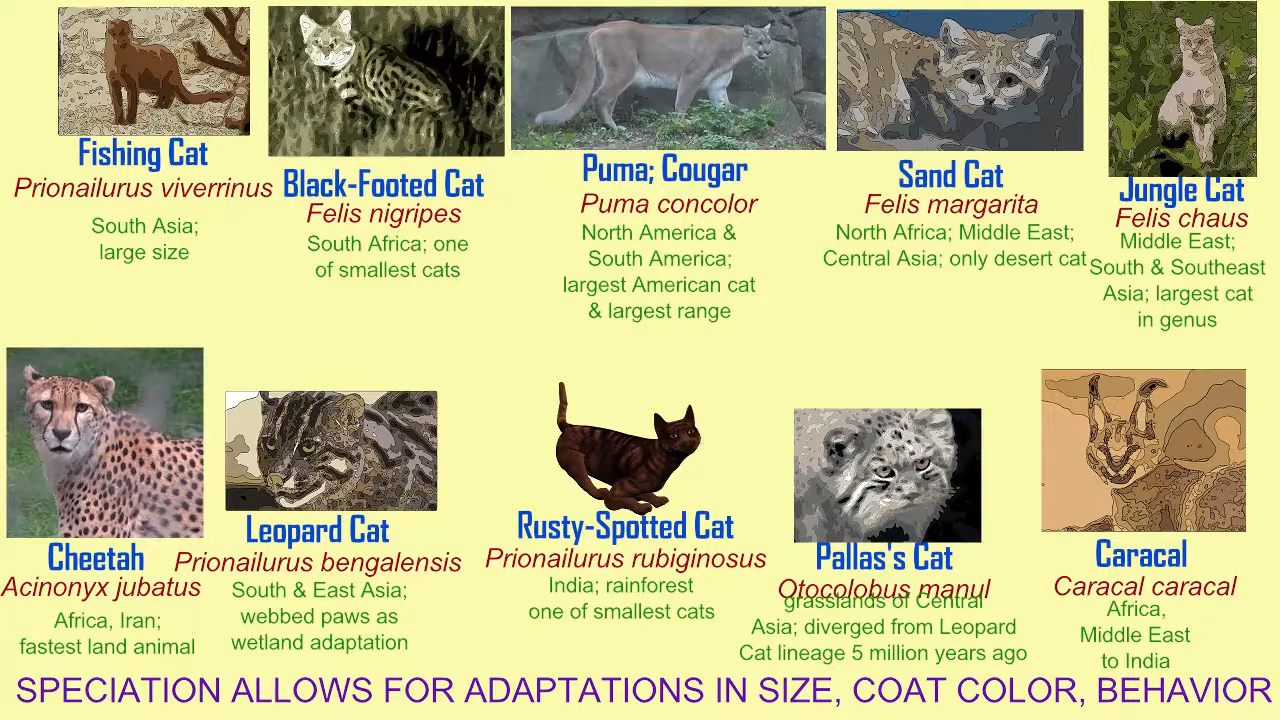 Fishing Cat
Prionailurus viverrinus
South Asia;
large size
Black-Footed Cat
Felis nigripes
South Africa; one
of smallest cats
Puma; Cougar
Puma concolor
North America &
South America;
largest American cat
& largest range
Sand Cat
Felis margarita
North Africa; Middle East;
Central Asia; only desert cat
Jungle Cat
Felis chaus
Middle East;
South & Southeast
Asia; largest cat
in genus
Cheetah
Acinonyx jubatus
Africa, Iran;
fastest land animal
Leopard Cat
Prionailurus bengalensis
South & East Asia;
webbed paws as
wetland adaptation
Rusty-Spotted Cat
Prionailurus rubiginosus
India; rainforest
one of smallest cats
Pallas's Cat
Otocolobus manul
grasslands of Central
Asia; diverged from Leopard
Cat lineage 5 million years ago
Caracal
Caracal caracal
Africa,
Middle East
to India
SPECIATION ALLOWS FOR ADAPTATIONS IN SIZE, COAT COLOR, BEHAVIOR